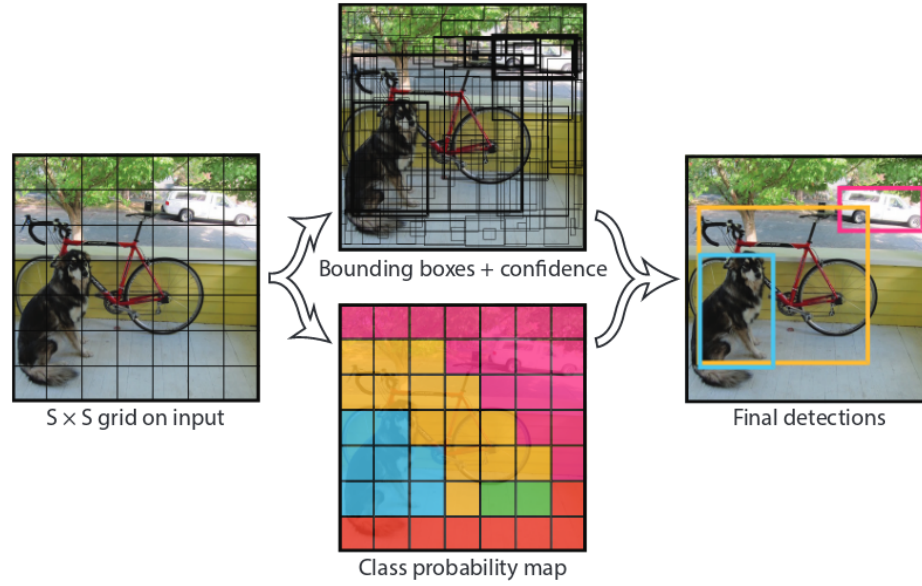 S × S grid on input
Bounding boxes + confidence
Class probability map
Final detections